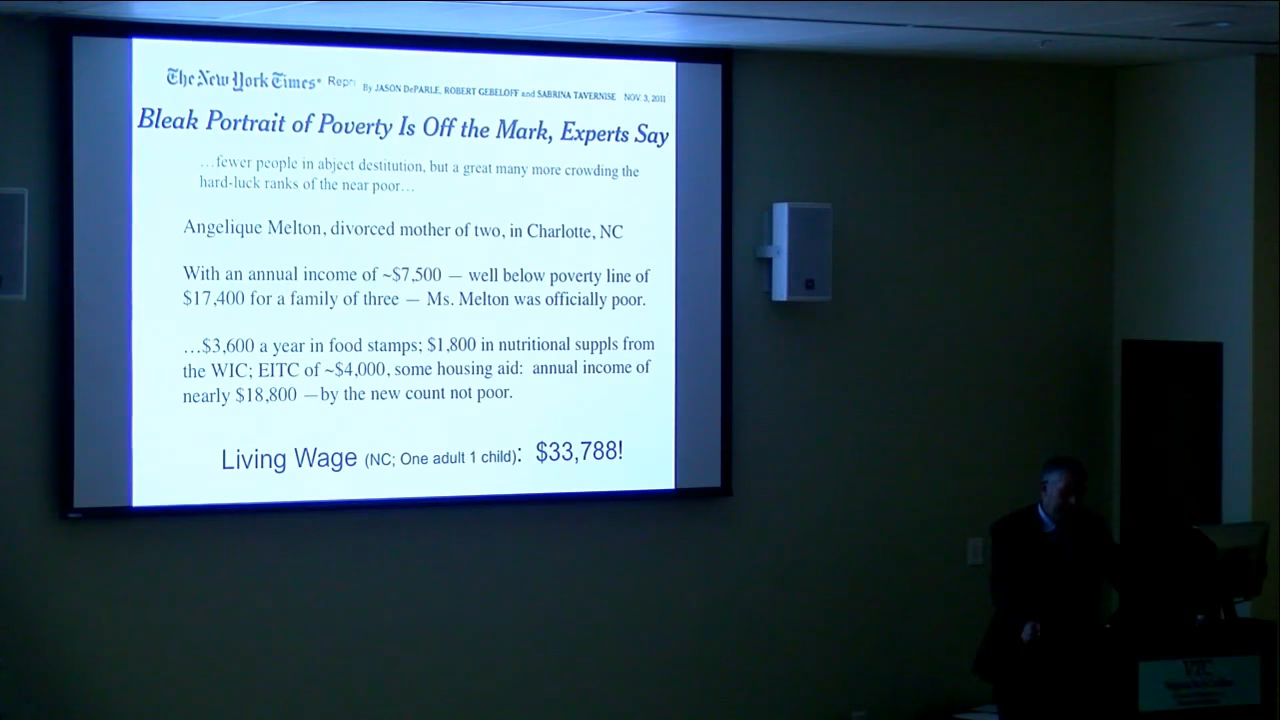 The New York Times® Repr By JASON DePARLE, ROBERT GEBELOFF and SABRINA TAVERNISE NOV. 3, 2011
Bleak Portrait of Poverty Is Off the Mark, Experts Say
…fewer people in abject destitution, but a great many more crowding the
hard-luck ranks of the near poor…
Angelique Melton, divorced mother of two, in Charlotte, NC
With an annual income of ~$7,500 — well below poverty line of
$17,400 for a family of three — Ms. Melton was officially poor.
…$3,600 a year in food stamps; $1,800 in nutritional suppls from
the WIC; EITC of ~$4,000, some housing aid: annual income of
nearly $18,800 —by the new count not poor.
Living Wage (NC; One adult 1 child): $33,788!